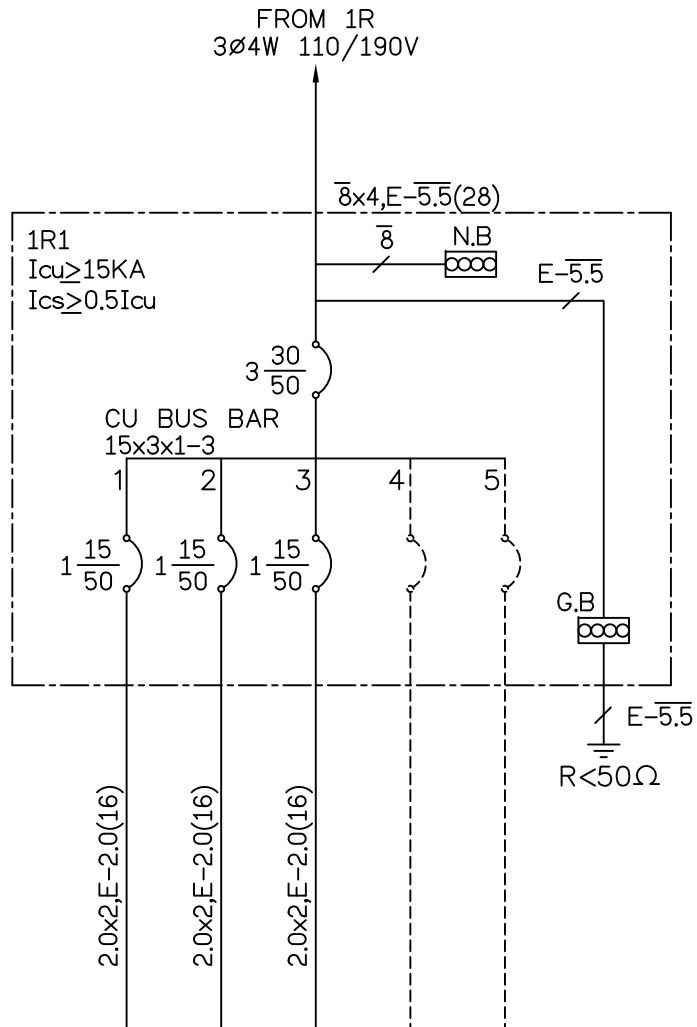 FROM 1R
3Ø4W 110/190V
8̅x4,E-5̅.̅5̅(28)
1R1
Icu≥15KA
Ics≥0.5Icu
8̅
N.B
E-5̅.̅5̅
3 30/50
CU BUS BAR
15x3x1-3
1
2
3
4
5
1 15/50
1 15/50
1 15/50
G.B
E-5̅.̅5̅
R<50Ω
2.0x2,E-2.0(16)
2.0x2,E-2.0(16)
2.0x2,E-2.0(16)